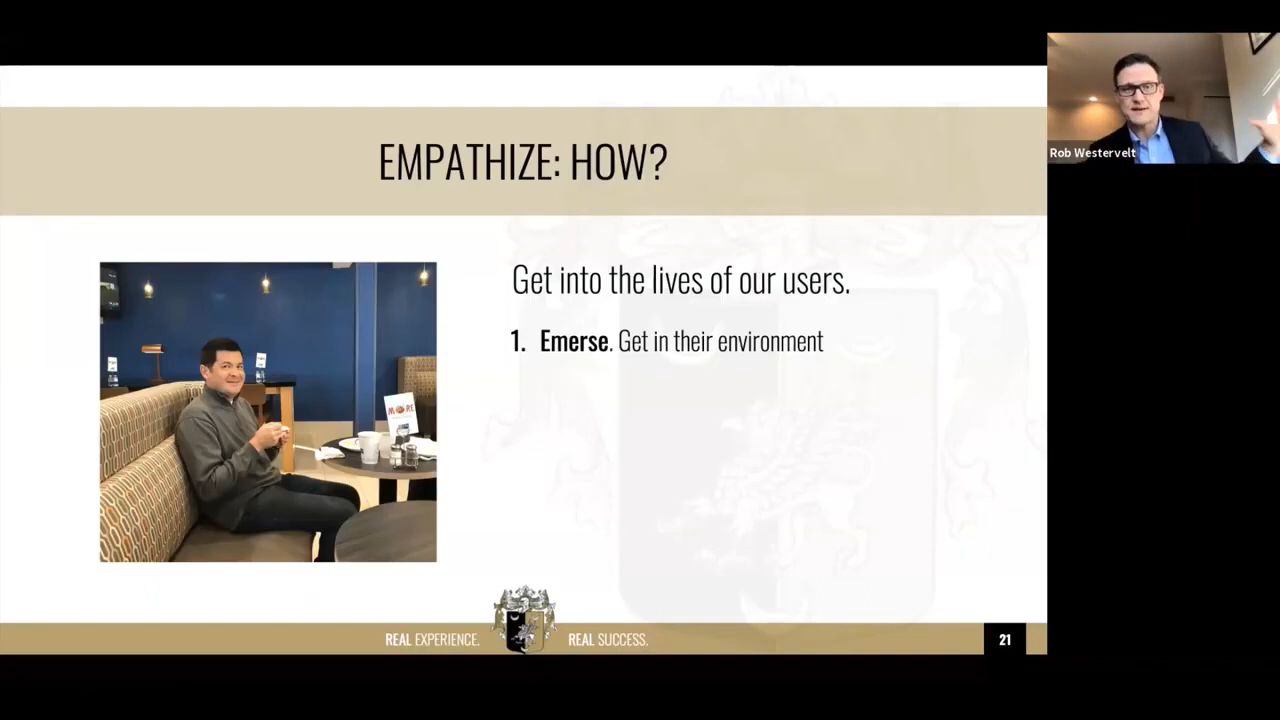 EMPATHIZE: HOW?
Rob Westervelt
Get into the lives of our users.
1. Emerse. Get in their environment
MORE
REAL EXPERIENCE.
REAL SUCCESS.
21